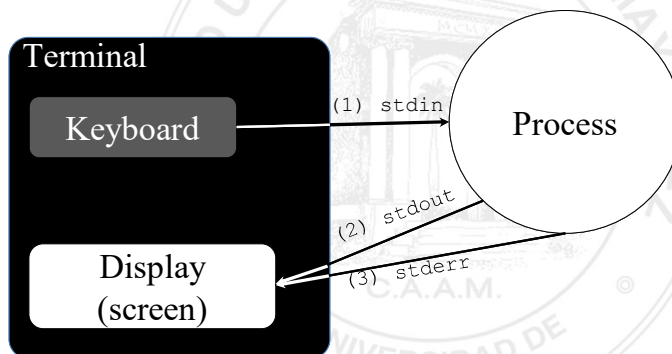 Terminal
Keyboard
(1) stdin
Process
(2) stdout
Display
(screen)
(3) stderr
C.A.A.M.